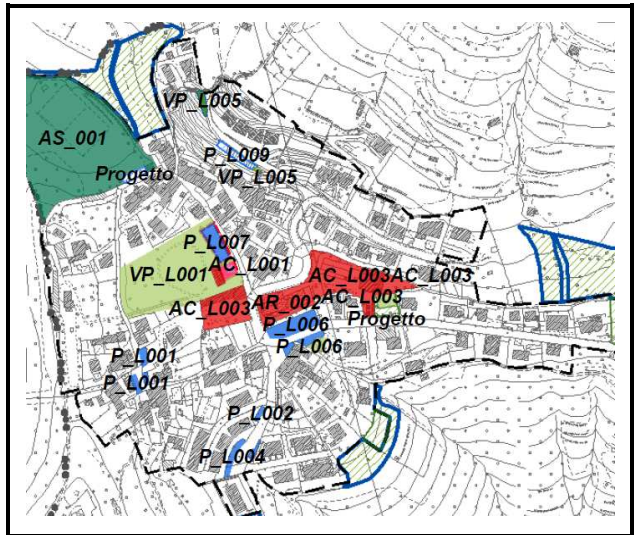 VP_L005
AS_001
P_L009
VP_L005
Progetto
P_L007
AC_L001
VP_L001
AC_L003AC_L003
AC_L003
AR_002
AC_L003
P_L006
Progetto
P_L006
P_L001
P_L001
P_L002
P_L004